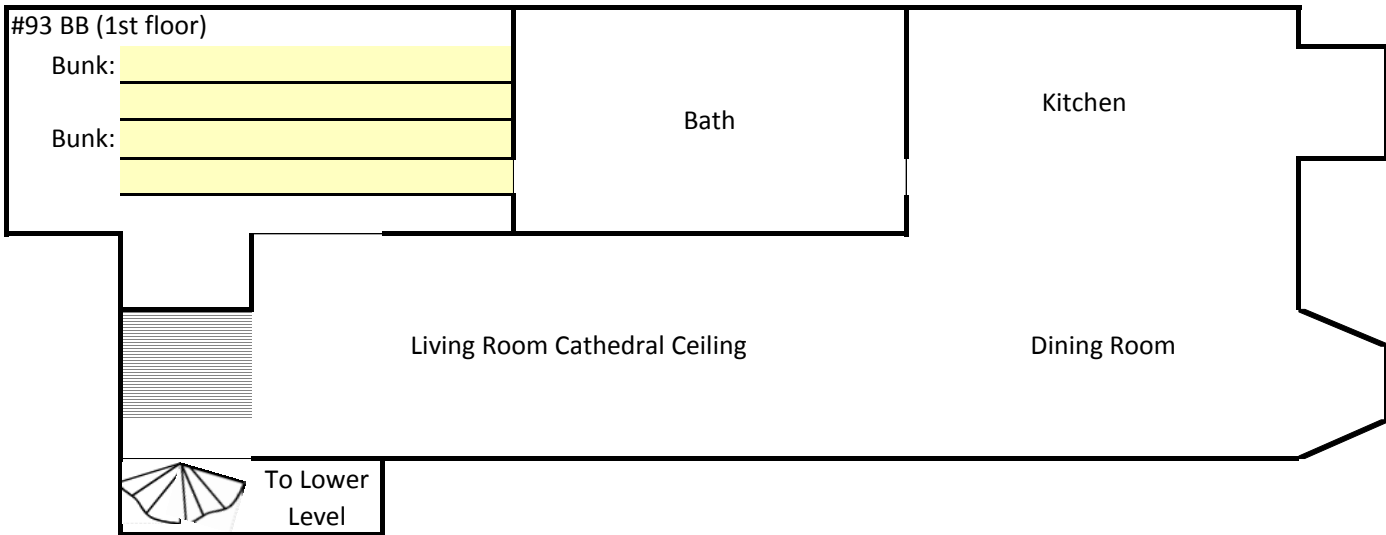 #93 BB (1st floor)
Bunk:
Bunk:
Bath
Kitchen
Living Room Cathedral Ceiling
Dining Room
To Lower
Level